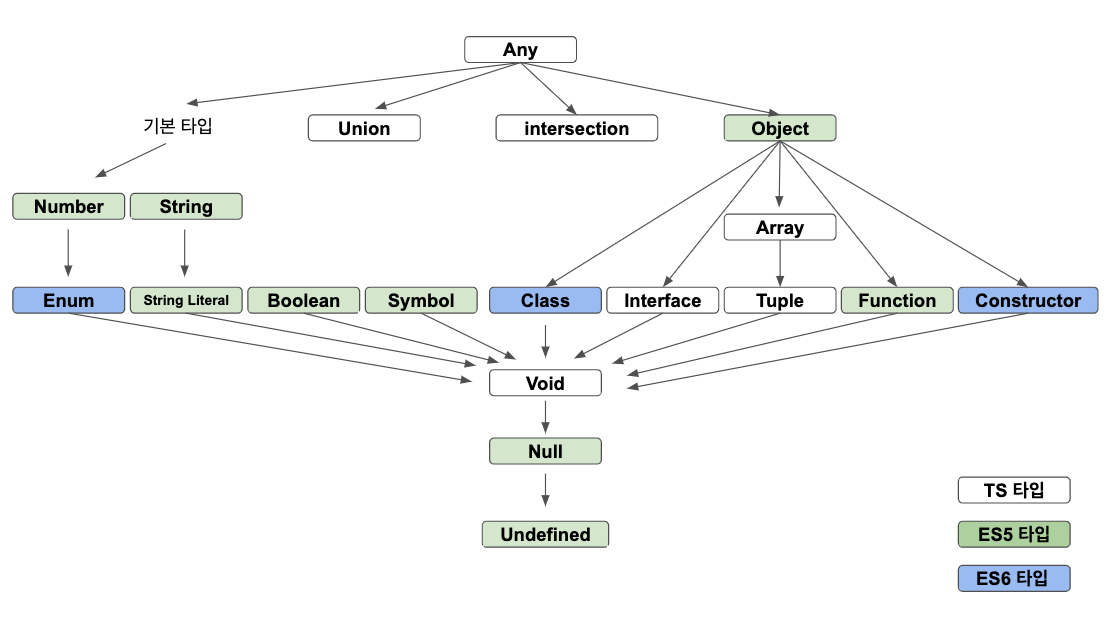 Any
기본 타입
Union
intersection
Object
Number
String
Array
Enum
String Literal
Boolean
Symbol
Class
Interface
Tuple
Function
Constructor
Void
Null
Undefined
TS 타입
ES5 타입
ES6 타입